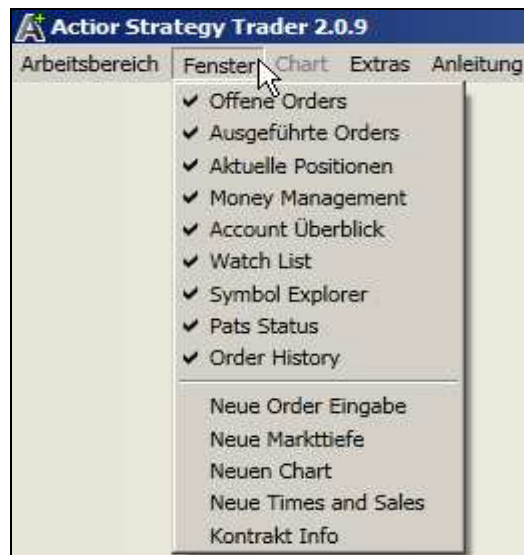 Actior Strategy Trader 2.0.9
Arbeitsbereich Fenster Chart Extras Anleitung
Offene Orders
Ausgeführte Orders
Aktuelle Positionen
Money Management
Account Überblick
Watch List
Symbol Explorer
Pats Status
Order History
Neue Order Eingabe
Neue Markttiefe
Neuen Chart
Neue Times and Sales
Kontrakt Info